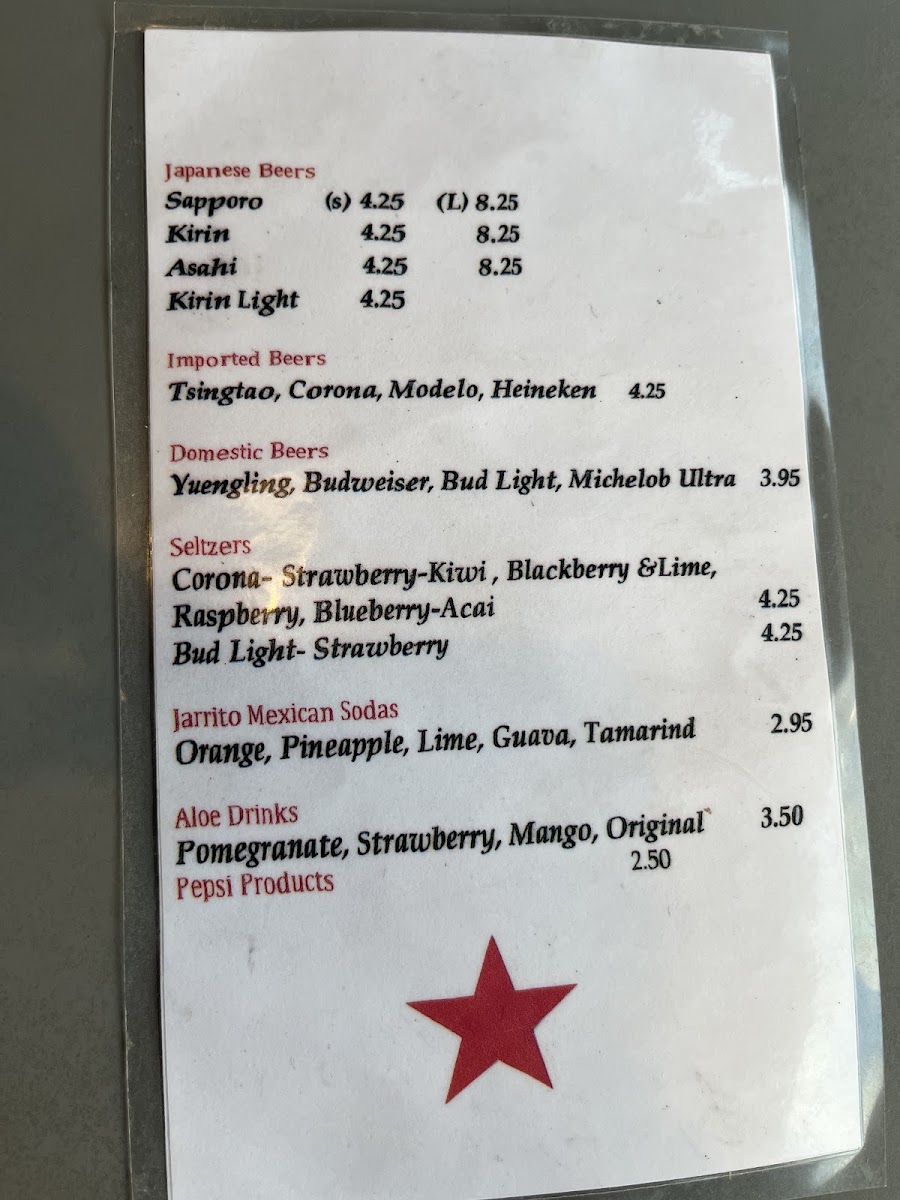 Japanese Beers
Sapporo (s) 4.25 (L) 8.25
Kirin 4.25 8.25
Asahi 4.25 8.25
Kirin Light 4.25
Imported Beers
Tsingtao, Corona, Modelo, Heineken 4.25
Domestic Beers
Yuengling, Budweiser, Bud Light, Michelob Ultra 3.95
Seltzers
Corona- Strawberry-Kiwi , Blackberry &Lime,
Raspberry, Blueberry-Acai 4.25
Bud Light- Strawberry 4.25
Jarrito Mexican Sodas
Orange, Pineapple, Lime, Guava, Tamarind 2.95
Aloe Drinks
Pomegranate, Strawberry, Mango, Original 3.50
Pepsi Products 2.50